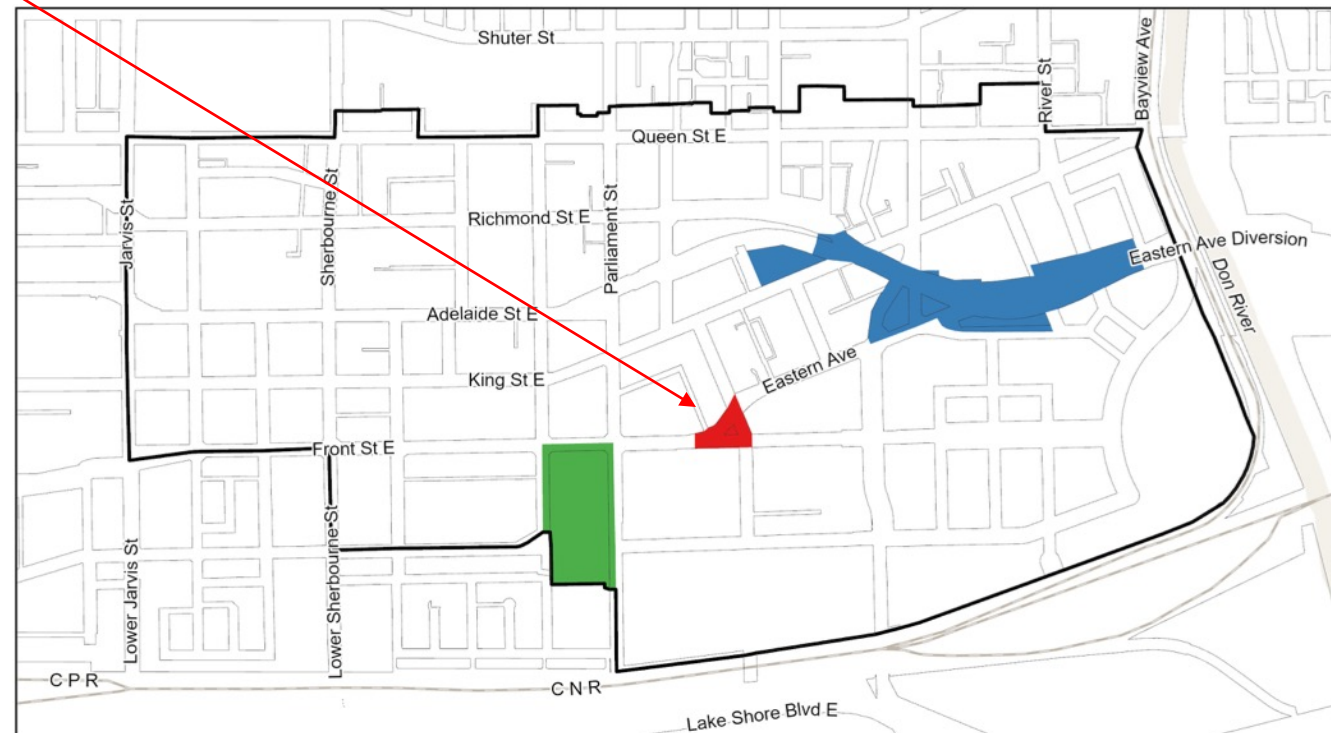 Shuter St
Bayview Ave
River St
Queen St E
Jarvis St
Sherbourne St
Parliament St
Richmond St E
Eastern Ave Diversion
Don River
Adelaide St E
Eastern Ave
King St E
Front St E
Lower Jarvis St
Lower Sherbourne St
C P R
C N R
Lake Shore Blvd E